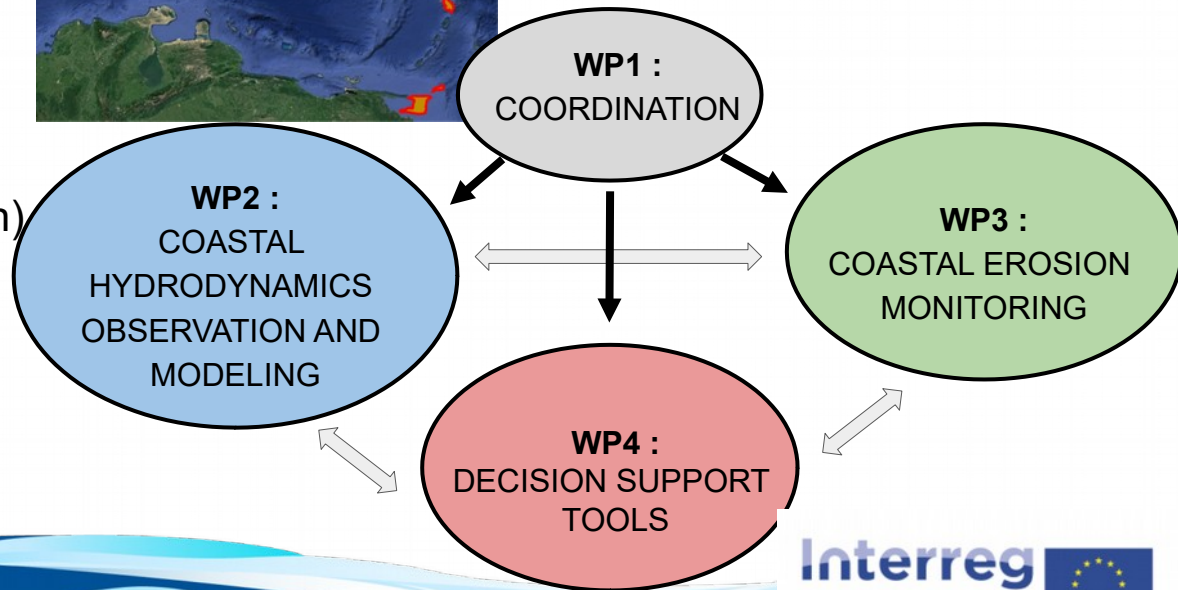 WP1 :
COORDINATION
n)
WP2 :
COASTAL
HYDRODYNAMICS
OBSERVATION AND
MODELING
WP3 :
COASTAL EROSION
MONITORING
WP4 :
DECISION SUPPORT
TOOLS
Interreg